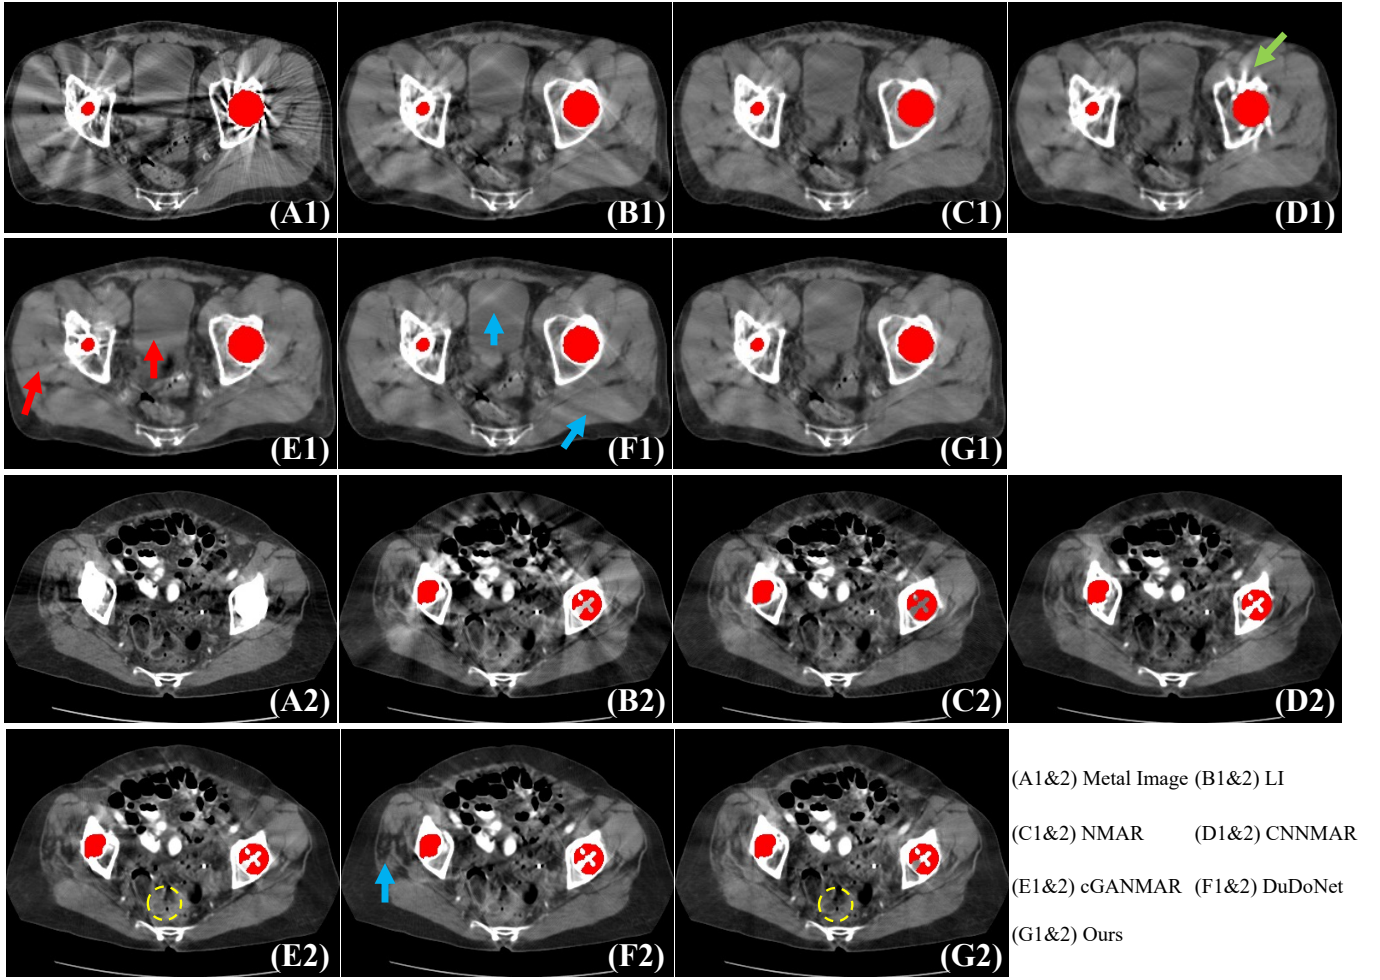 (A1) (B1) (C1) (D1)
(E1) (F1) (G1)
(A2) (B2) (C2) (D2)
(E2) (F2) (G2)
(A1&2) Metal Image (B1&2) LI
(C1&2) NMAR (D1&2) CNNMAR
(E1&2) cGANMAR (F1&2) DuDoNet
(G1&2) Ours